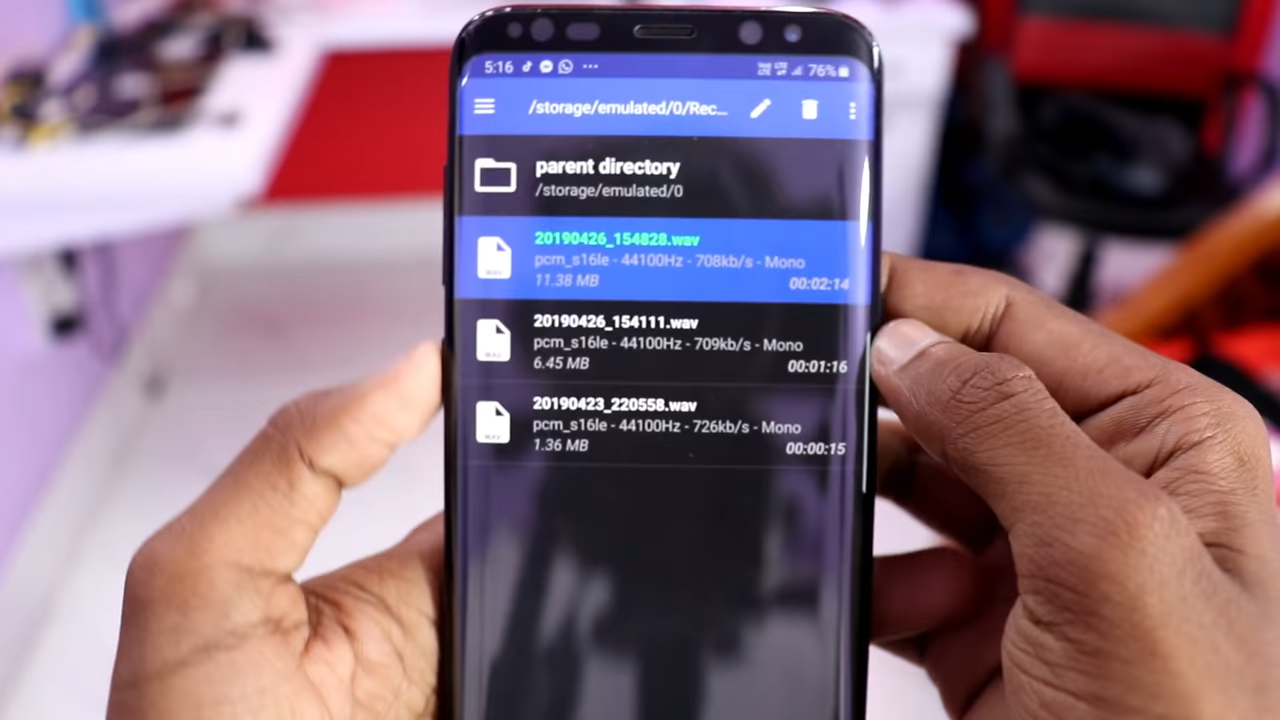 5:16
76%
/storage/emulated/0/Rec...
parent directory
/storage/emulated/0
20190426_154828.wav
pcm_s16le - 44100Hz - 708kb/s - Mono
11.38 MB
00:02:14
20190426_154111.wav
pcm_s16le - 44100Hz - 709kb/s - Mono
6.45 MB
00:01:16
20190423_220558.wav
pcm_s16le - 44100Hz - 726kb/s - Mono
1.36 MB
00:00:15